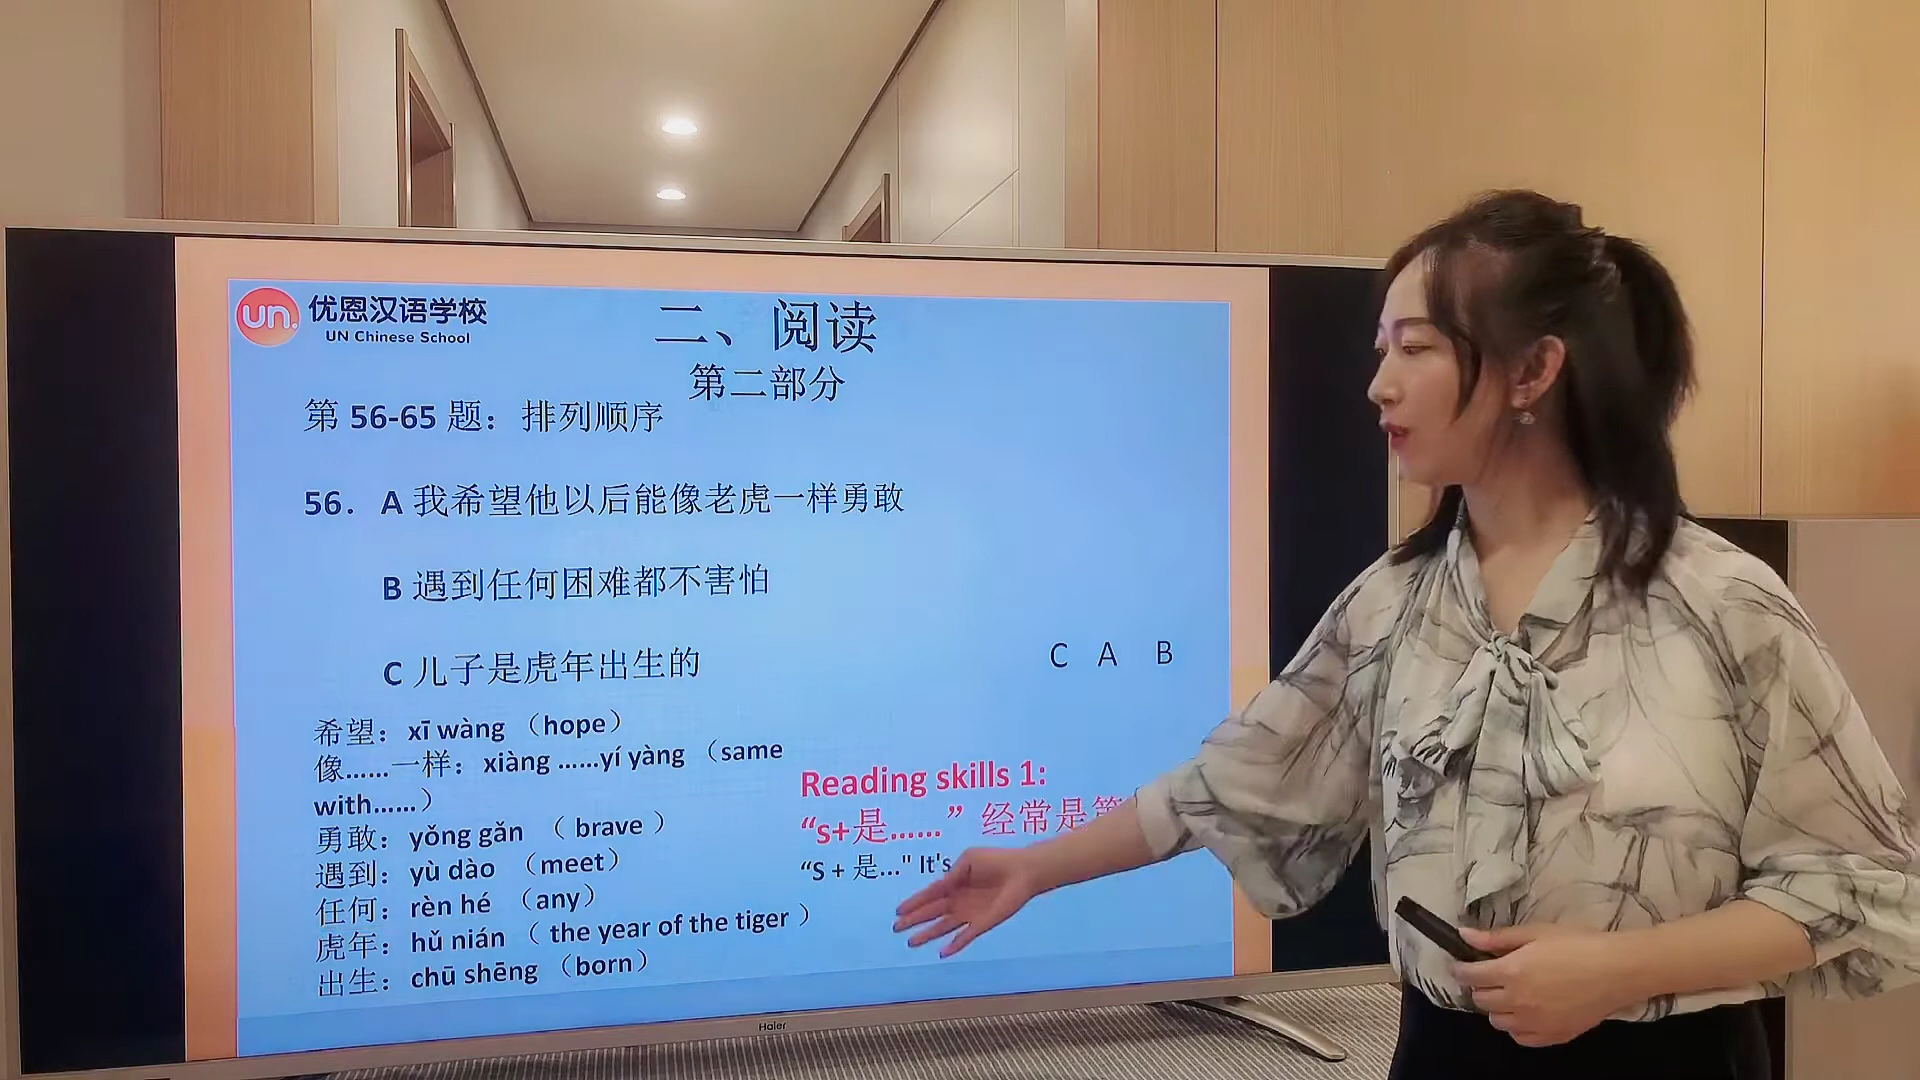 un.
优恩汉语学校
UN Chinese School
二、阅读
第二部分
第 56-65 题：排列顺序
56. A 我希望他以后能像老虎一样勇敢
B 遇到任何困难都不害怕
C 儿子是虎年出生的
C A B
希望：xī wàng （hope）
像……一样：xiàng ……yí yàng （same
with……）
勇敢：yǒng gǎn （ brave ）
遇到：yù dào （meet）
任何：rèn hé （any）
虎年：hǔ nián （ the year of the tiger ）
出生：chū shēng （born）
Reading skills 1:
“s+是……” 经常是第
“S + 是..." It's
Haier